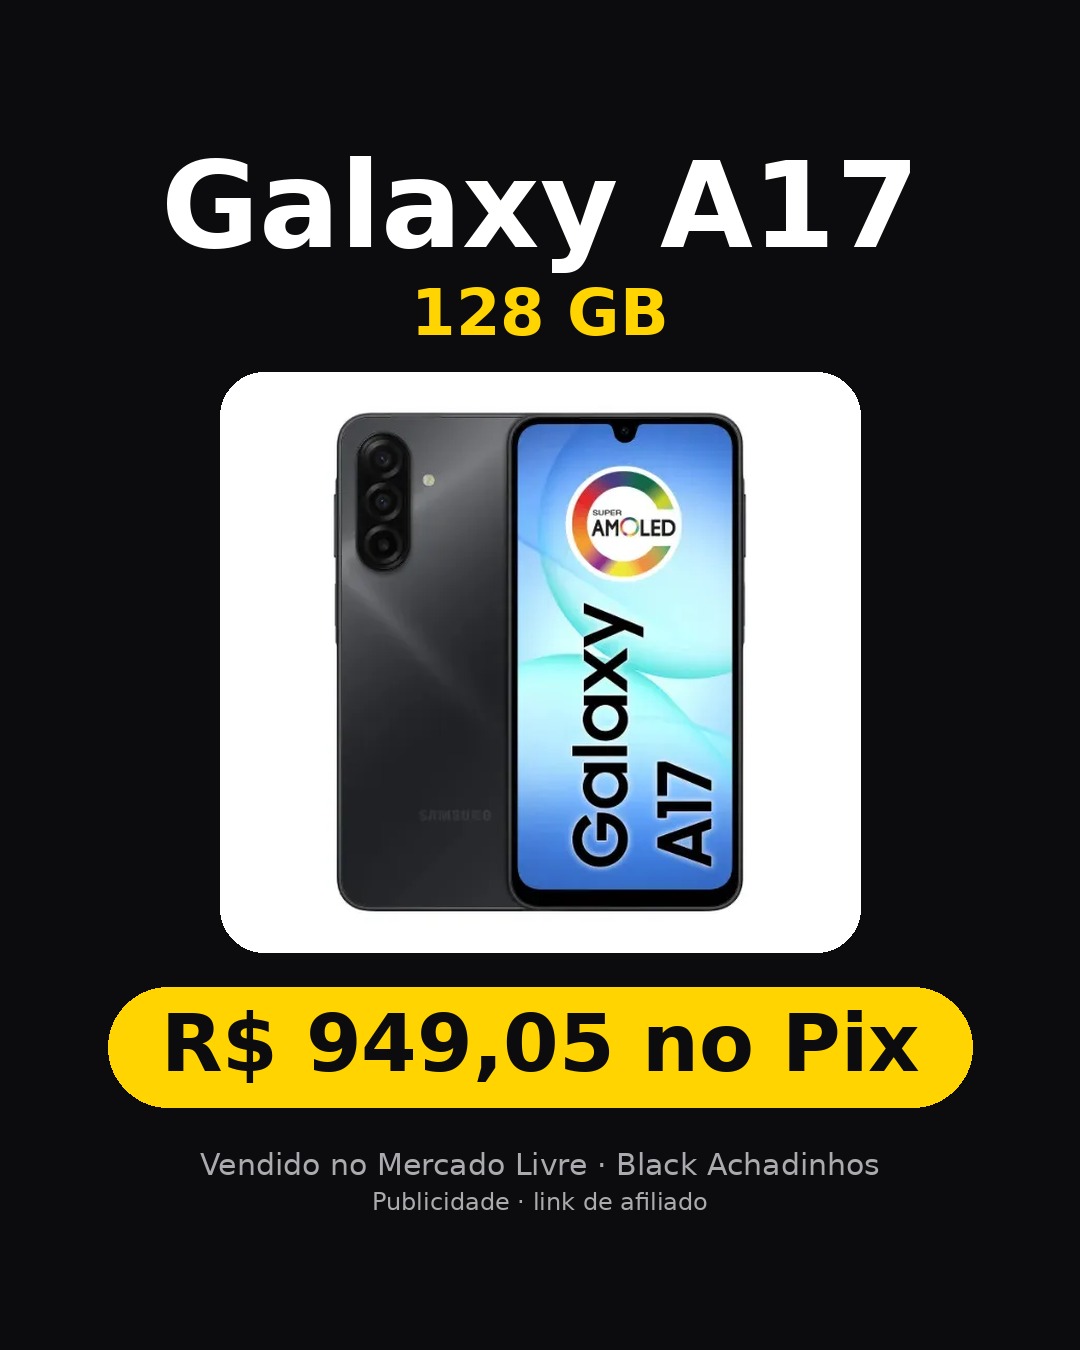 Galaxy A17
128 GB
SUPER
AMOLED
Galaxy
A17
SAMSUNG
R$ 949,05 no Pix
Vendido no Mercado Livre · Black Achadinhos
Publicidade · link de afiliado